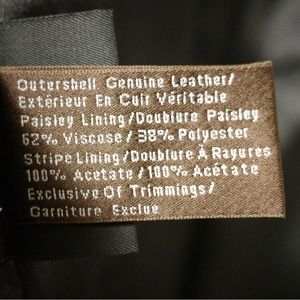 Outershell Genuine Leather/
Extérieur En Cuir Véritable
Paisley Lining/Doublure Paisley
62% Viscose / 38% Polyester
Stripe Lining/Doublure À Rayures
100% Acetate / 100% Acétate
Exclusive Of Trimmings/
Garniture Exclue